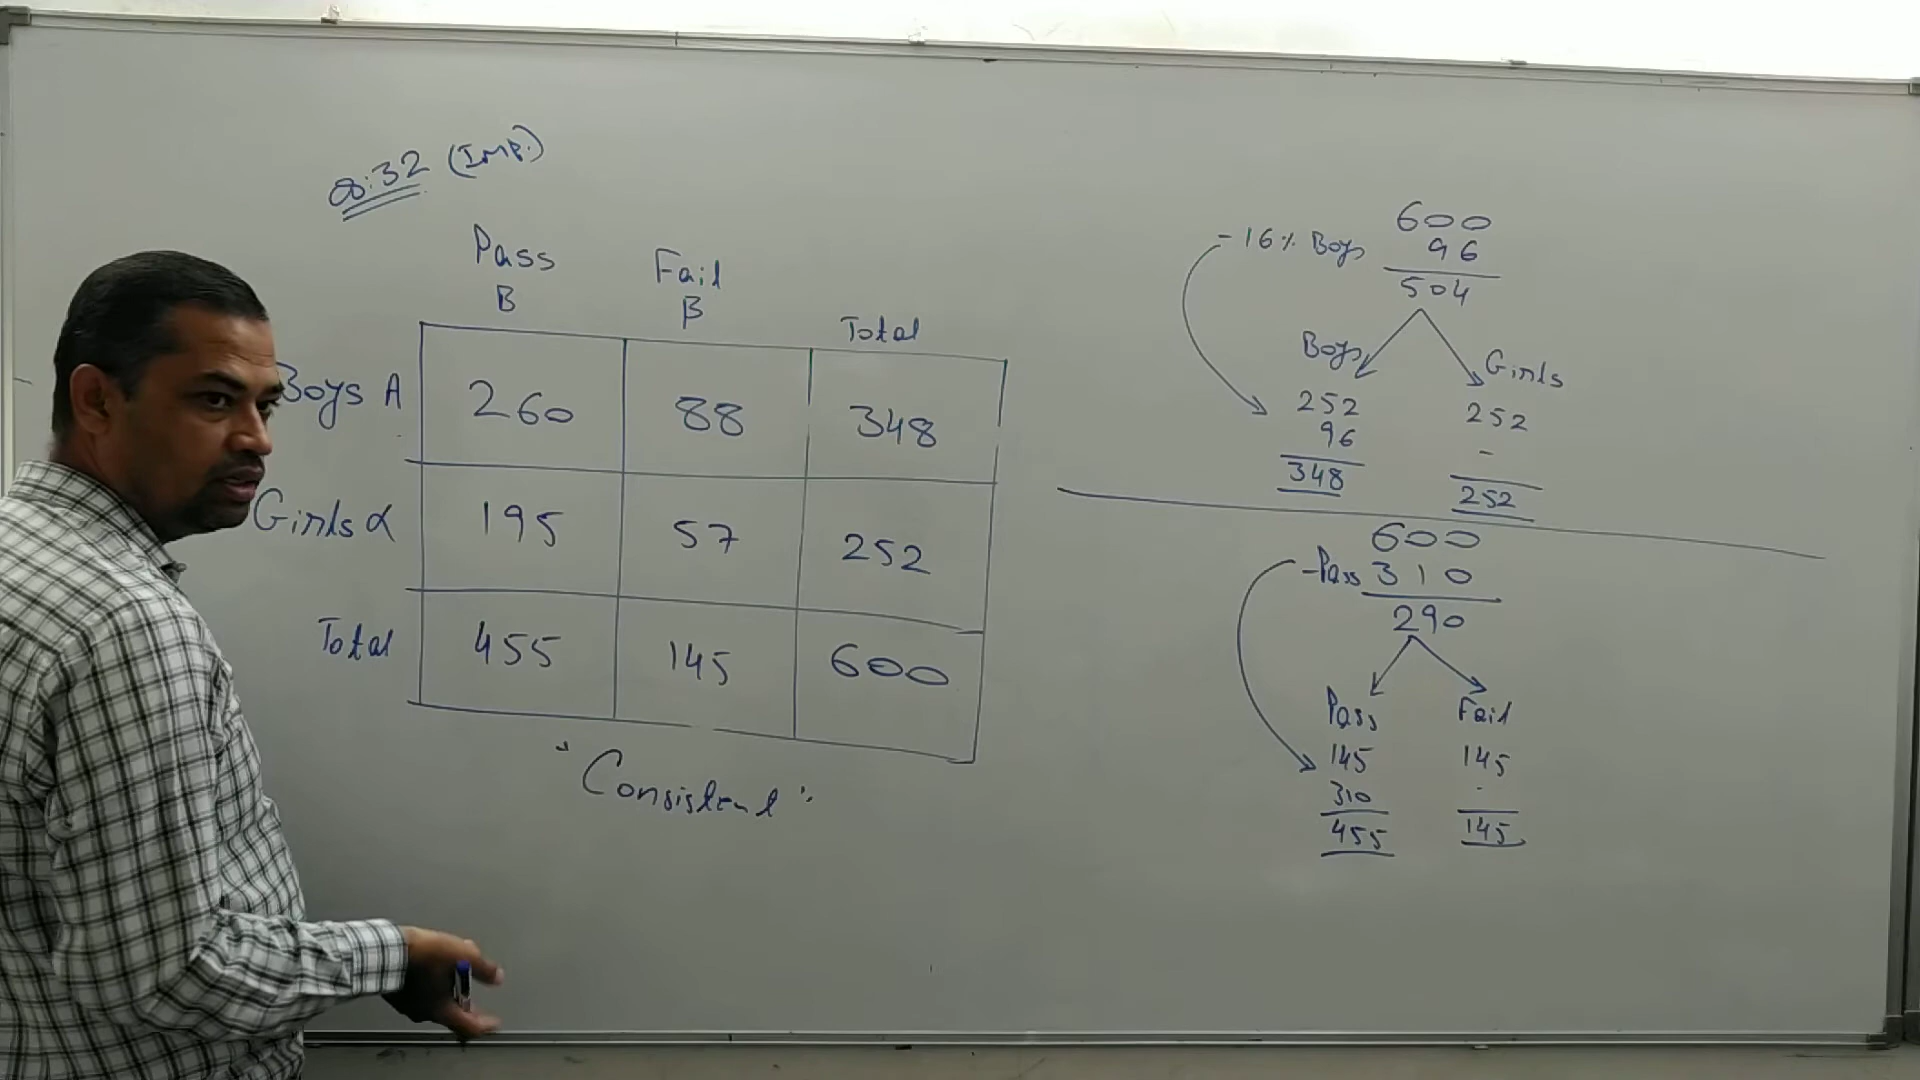 Q:32 (Imp.)
Pass Fail
B β Total
Boys A 260 88 348
Girls α 195 57 252
Total 455 145 600
"Consistent"
600
- 16% Boys 96
504
Boys Girls
252 252
96 -
348 252
600
- Pass 310
290
Pass Fail
145 145
310 -
455 145